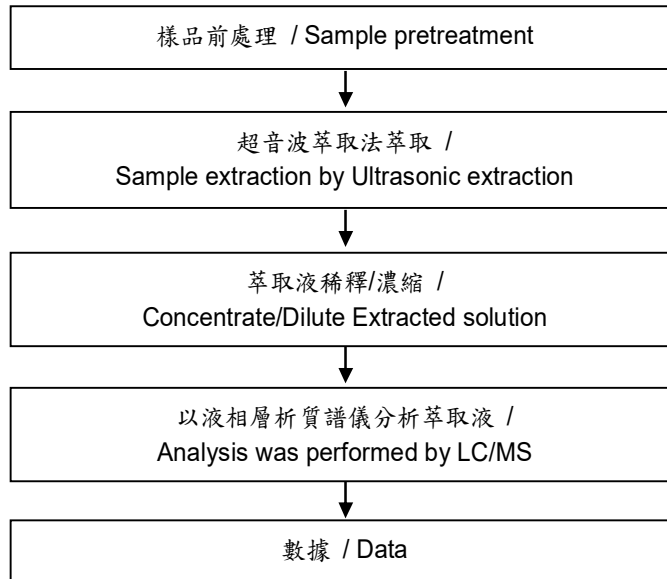 樣品前處理 / Sample pretreatment
超音波萃取法萃取 /
Sample extraction by Ultrasonic extraction
萃取液稀釋/濃縮 /
Concentrate/Dilute Extracted solution
以液相層析質譜儀分析萃取液 /
Analysis was performed by LC/MS
數據 / Data